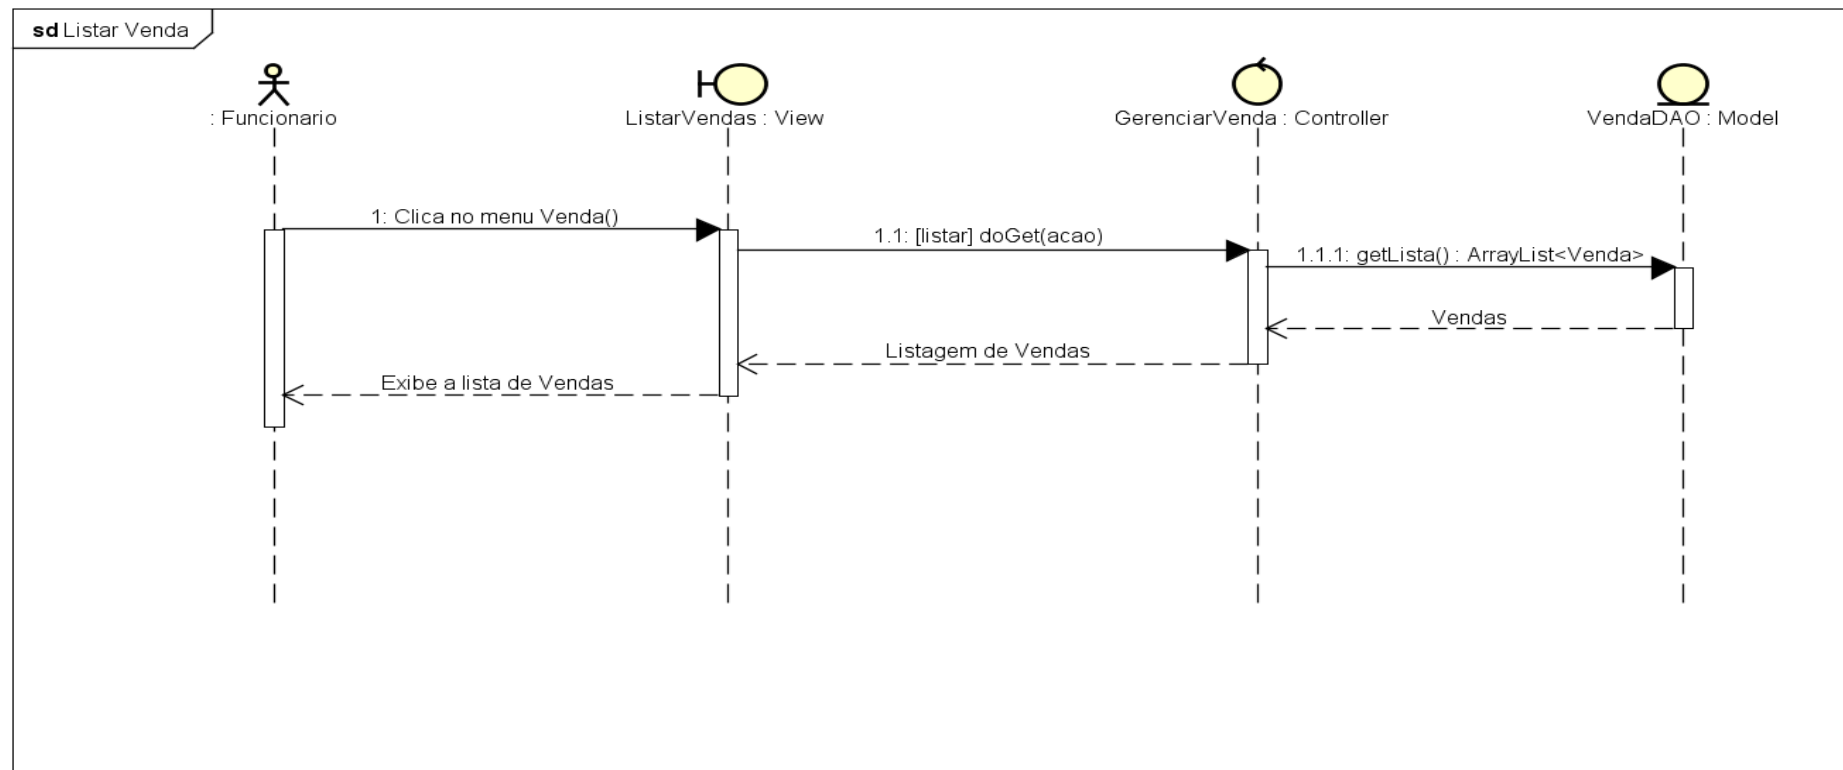 sd Listar Venda
: Funcionario
ListarVendas : View
GerenciarVenda : Controller
VendaDAO : Model
1: Clica no menu Venda()
1.1: [listar] doGet(acao)
1.1.1: getLista() : ArrayList<Venda>
Vendas
Listagem de Vendas
Exibe a lista de Vendas